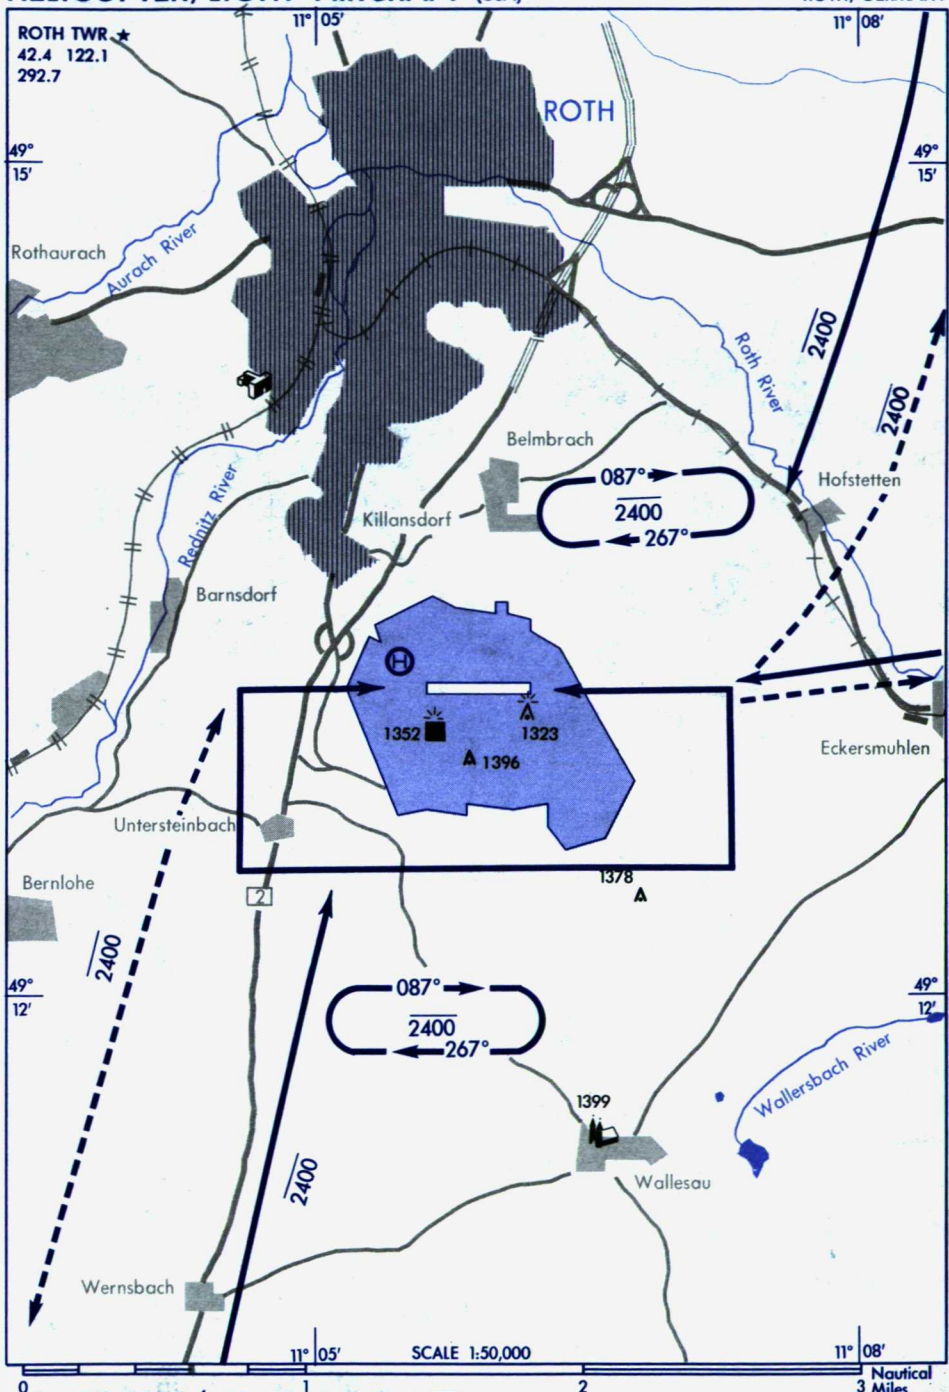 11° 05'
11° 08'
ROTH TWR ★
42.4 122.1
292.7
ROTH
49°
15'
49°
15'
Rothaurach
Aurach River
2400
Roth River
2400
Belmbrach
087°
2400
267°
Hofstetten
Killansdorf
Rednitz River
Barnsdorf
H
1352
1323
1396
Eckersmuhlen
Untersteinbach
1378
Bernlohe
2
2400
49°
12'
087°
2400
267°
49°
12'
Wallersbach River
1399
2400
Wallesau
Wernsbach
11° 05'
SCALE 1:50,000
11° 08'
0
1
2
3
Nautical
Miles